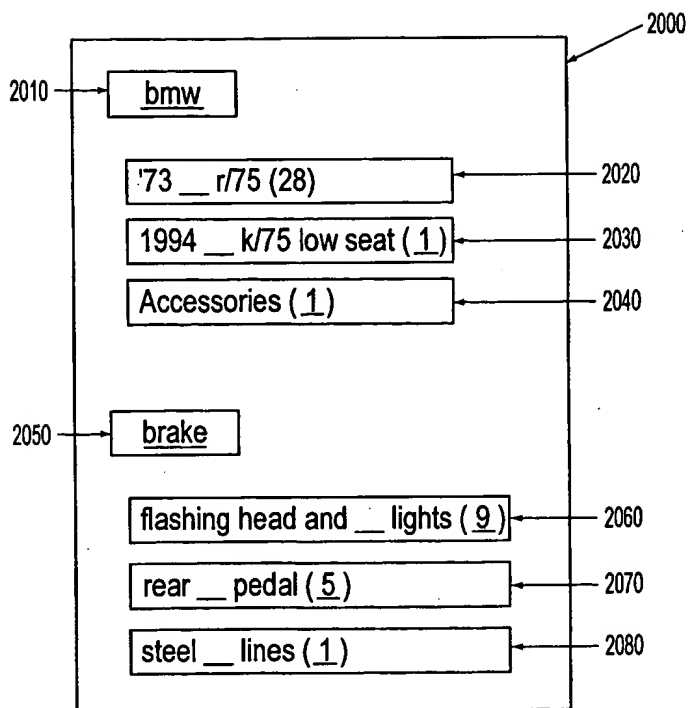 2000
2010 bmw
'73 __ r/75 (28) 2020
1994 __ k/75 low seat ( 1 ) 2030
Accessories ( 1 ) 2040
2050 brake
flashing head and __ lights ( 9 ) 2060
rear __ pedal ( 5 ) 2070
steel __ lines ( 1 ) 2080